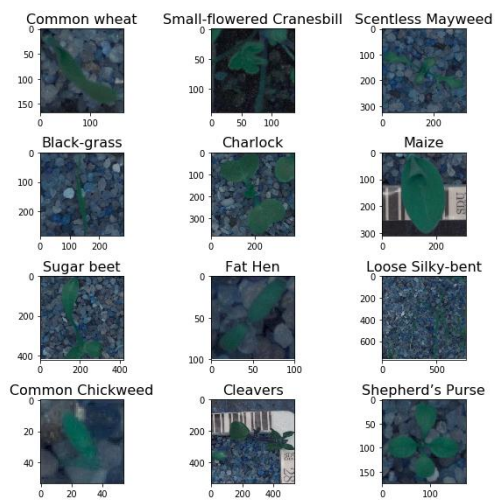 Common wheat Small-flowered Cranesbill Scentless Mayweed
0 0 0
50 50 100
100 100 200
150 300
0 100 0 50 100 0 200
Black-grass Charlock Maize
0 0 0
100 100 100
200 200 200
300 300
SDU
0 100 200 0 200 0 200
Sugar beet Fat Hen Loose Silky-bent
0 0 0
200 50 200
400
600
400 100
0 200 400 0 50 100 0 500
Common Chickweed Cleavers Shepherd’s Purse
0 0 0
20 200 50
100
40 400 150
0 20 40 0 200 400 0 100